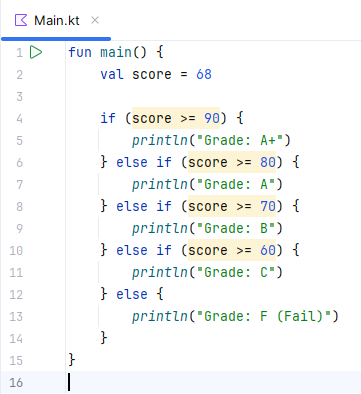 Main.kt
1 fun main() {
2     val score = 68
3
4     if (score >= 90) {
5         println("Grade: A+")
6     } else if (score >= 80) {
7         println("Grade: A")
8     } else if (score >= 70) {
9         println("Grade: B")
10     } else if (score >= 60) {
11         println("Grade: C")
12     } else {
13         println("Grade: F (Fail)")
14     }
15 }
16